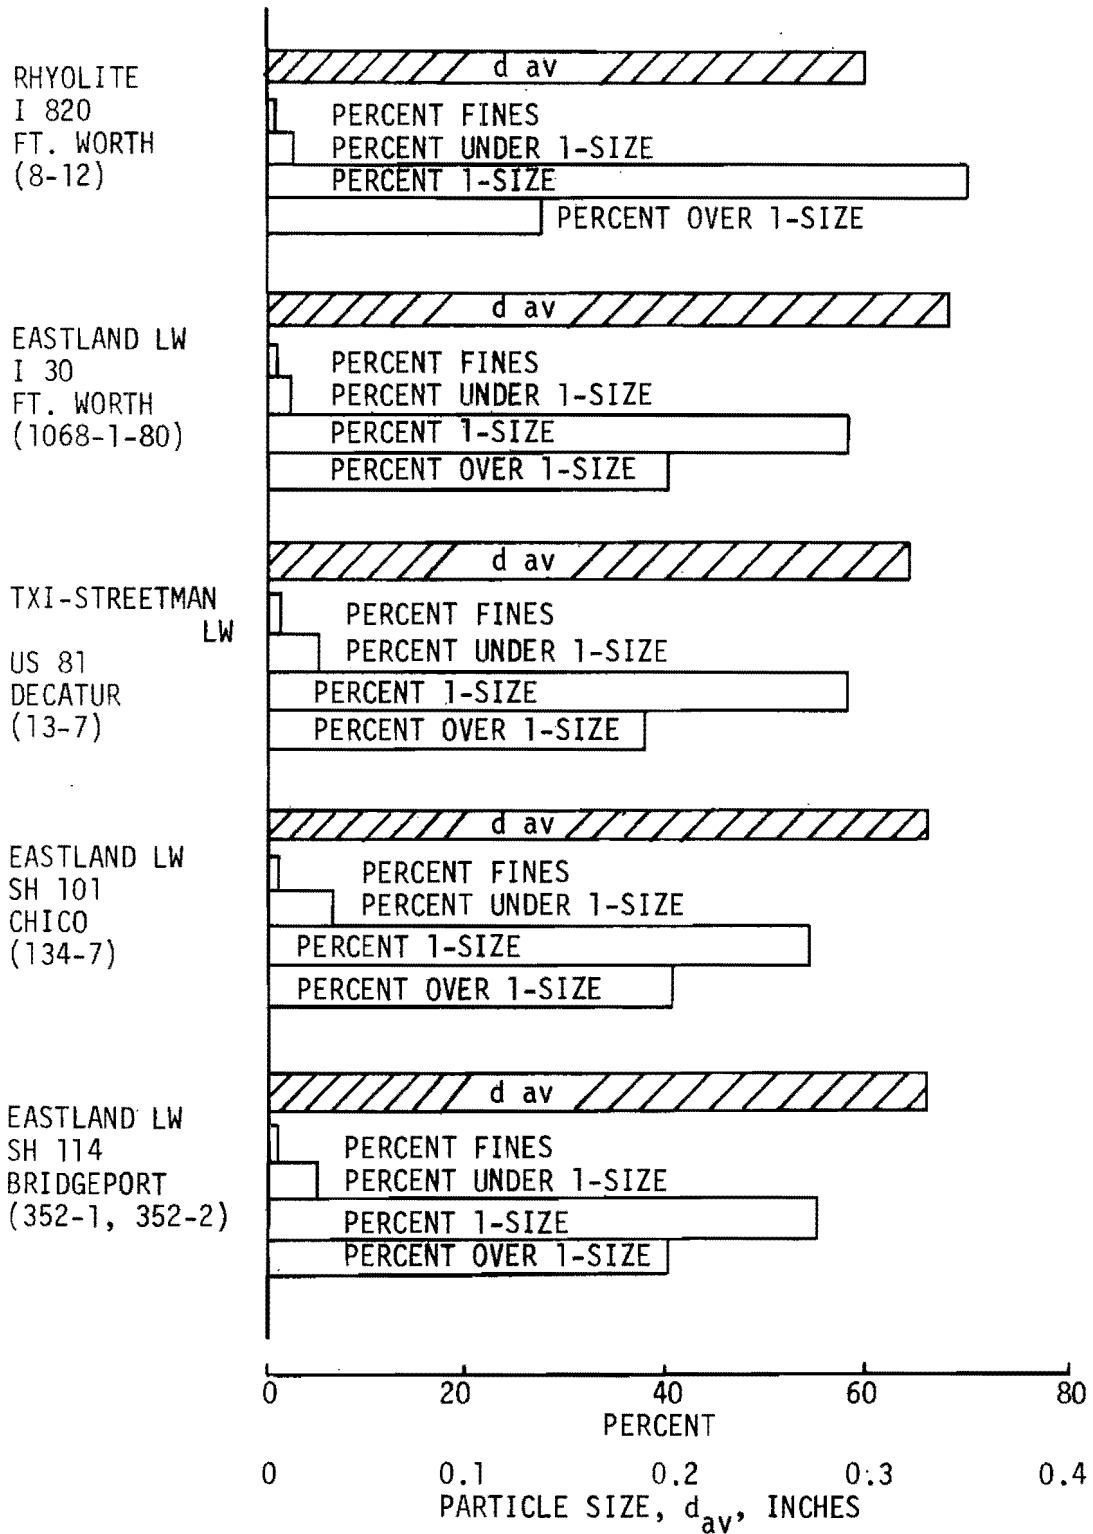 RHYOLITE
I 820
FT. WORTH
(8-12)
d av
PERCENT FINES
PERCENT UNDER 1-SIZE
PERCENT 1-SIZE
PERCENT OVER 1-SIZE
EASTLAND LW
I 30
FT. WORTH
(1068-1-80)
d av
PERCENT FINES
PERCENT UNDER 1-SIZE
PERCENT 1-SIZE
PERCENT OVER 1-SIZE
TXI-STREETMAN
LW
US 81
DECATUR
(13-7)
d av
PERCENT FINES
PERCENT UNDER 1-SIZE
PERCENT 1-SIZE
PERCENT OVER 1-SIZE
EASTLAND LW
SH 101
CHICO
(134-7)
d av
PERCENT FINES
PERCENT UNDER 1-SIZE
PERCENT 1-SIZE
PERCENT OVER 1-SIZE
EASTLAND LW
SH 114
BRIDGEPORT
(352-1, 352-2)
d av
PERCENT FINES
PERCENT UNDER 1-SIZE
PERCENT 1-SIZE
PERCENT OVER 1-SIZE
0 20 40 60 80
PERCENT
0 0.1 0.2 0.3 0.4
PARTICLE SIZE, dav, INCHES